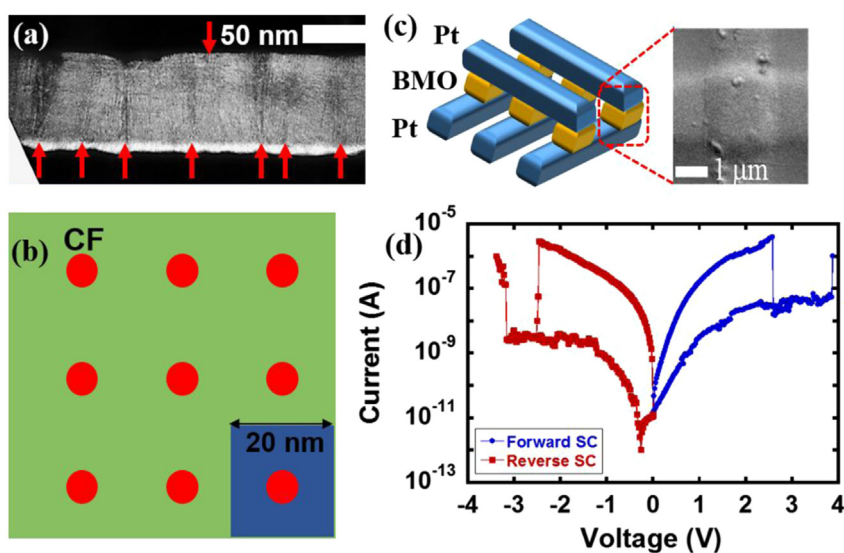 (a)
50 nm
(b)
CF
20 nm
(c)
Pt
BMO
Pt
1 µm
(d)
Current (A)
10⁻⁵
10⁻⁷
10⁻⁹
10⁻¹¹
10⁻¹³
Forward SC
Reverse SC
-4 -3 -2 -1 0 1 2 3 4
Voltage (V)